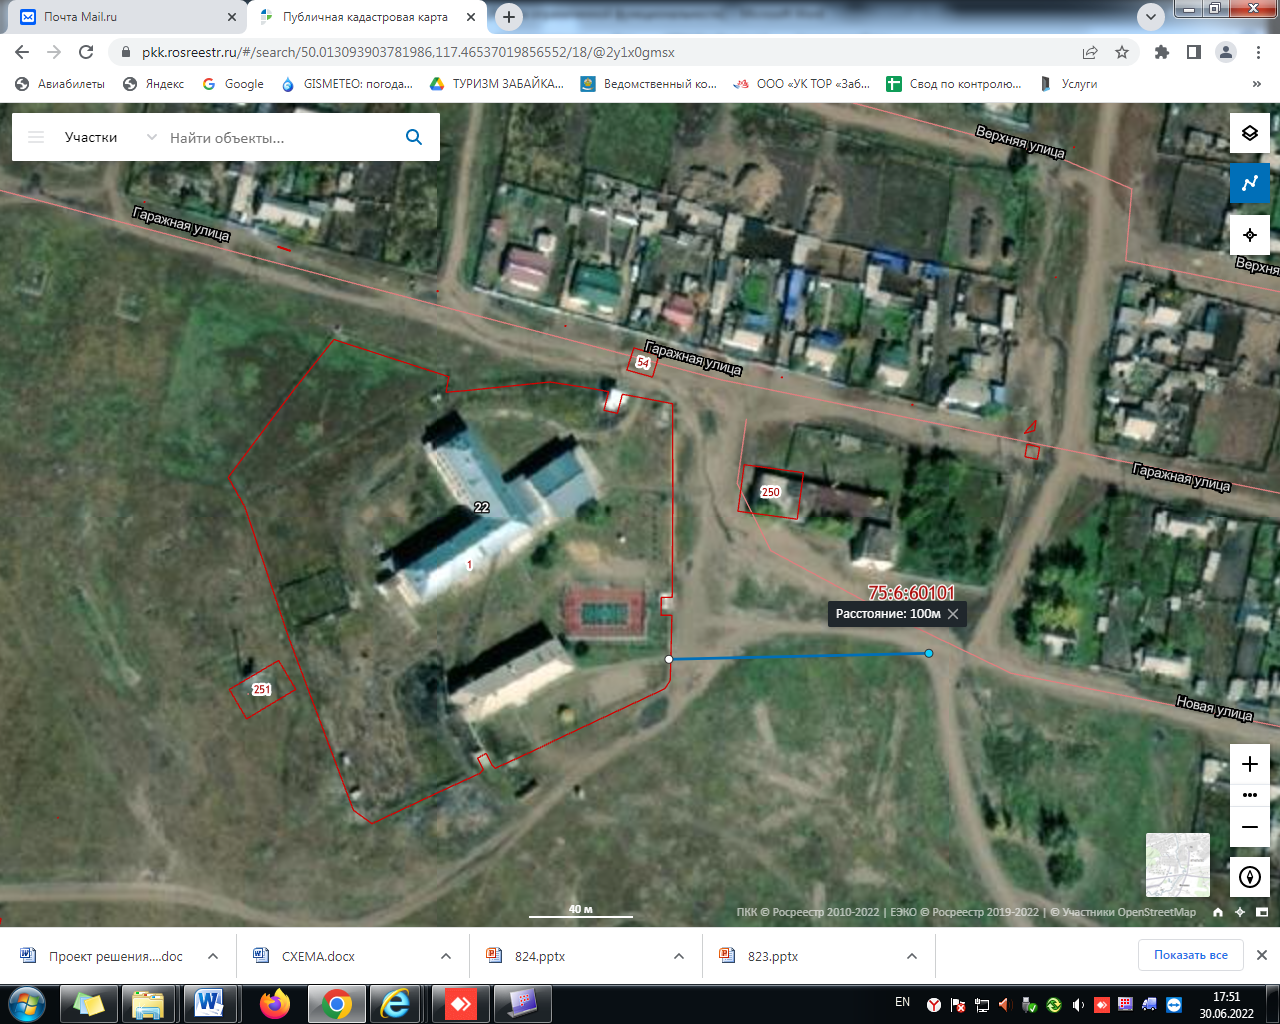 Почта Mail.ru
Публичная кадастровая карта
pkk.rosreestr.ru/#/search/50.013093903781986,117.46537019856552/18/@2y1x0gmsx
Авиабилеты
Яндекс
Google
GISMETEO: погода...
ТУРИЗМ ЗАБАЙКА...
Ведомственный ко...
ООО «УК ТОР «Заб...
Свод по контролю...
Услуги
»
Участки
Найти объекты...
Верхняя улица
Гаражная улица
Верхня
54
Гаражная улица
Гаражная улица
250
22
1
75:6:60101
Расстояние: 100м
251
Новая улица
40 м
ПКК © Росреестр 2010-2022 | ЕЭКО © Росреестр 2019-2022 | © Участники OpenStreetMap
Проект решения....doc
СХЕМА.docx
824.pptx
823.pptx
Показать все
EN
17:51
30.06.2022